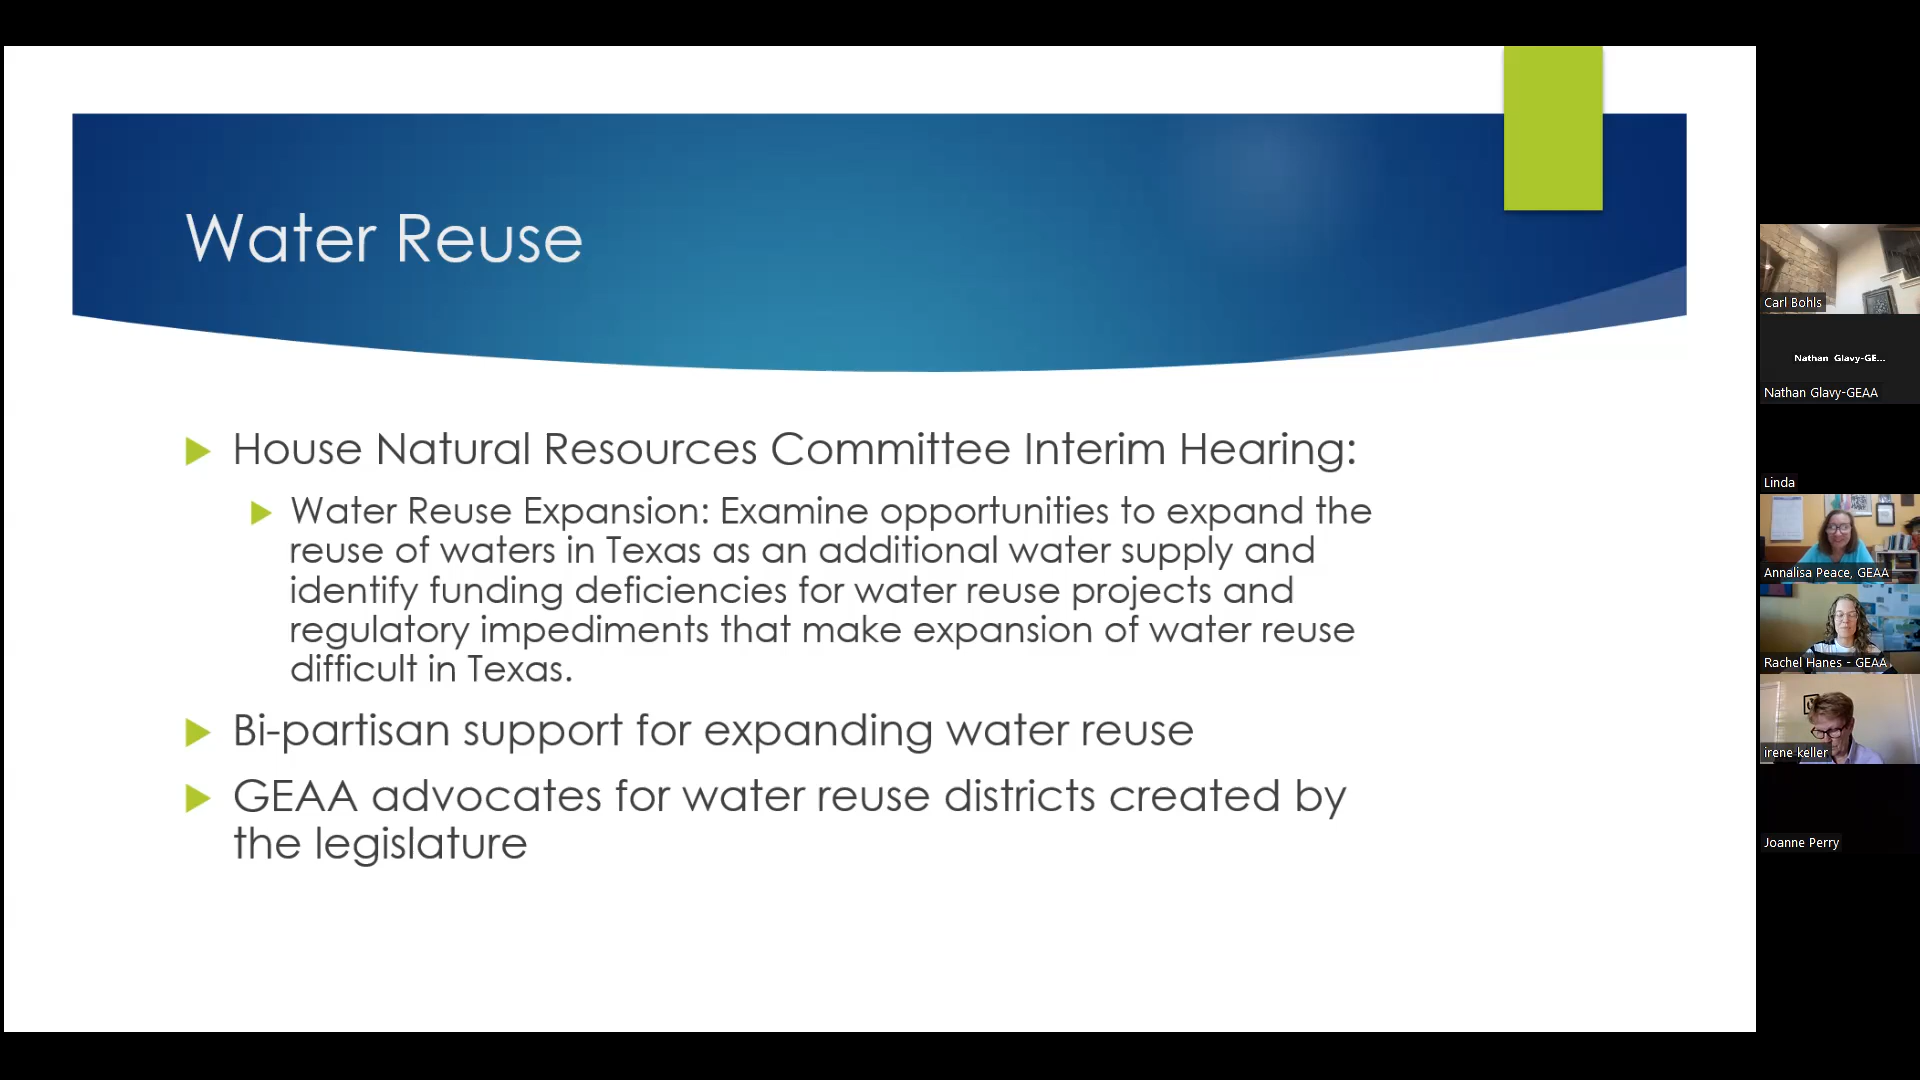 Water Reuse
House Natural Resources Committee Interim Hearing:
Water Reuse Expansion: Examine opportunities to expand the
reuse of waters in Texas as an additional water supply and
identify funding deficiencies for water reuse projects and
regulatory impediments that make expansion of water reuse
difficult in Texas.
Bi-partisan support for expanding water reuse
GEAA advocates for water reuse districts created by
the legislature
Carl Bohls
Nathan Glavy-GE...
Nathan Glavy-GEAA
Linda
Annalisa Peace, GEAA
Rachel Hanes - GEAA
irene keller
Joanne Perry